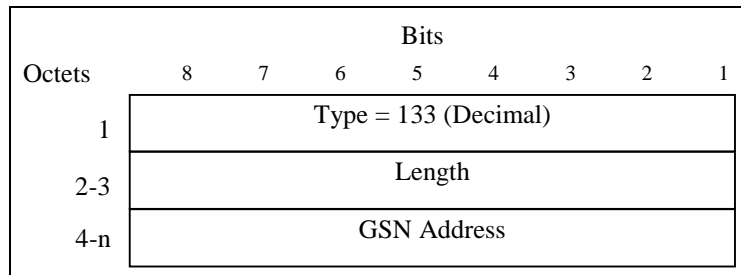 Bits
Octets 8 7 6 5 4 3 2 1
1 Type = 133 (Decimal)
2-3 Length
4-n GSN Address